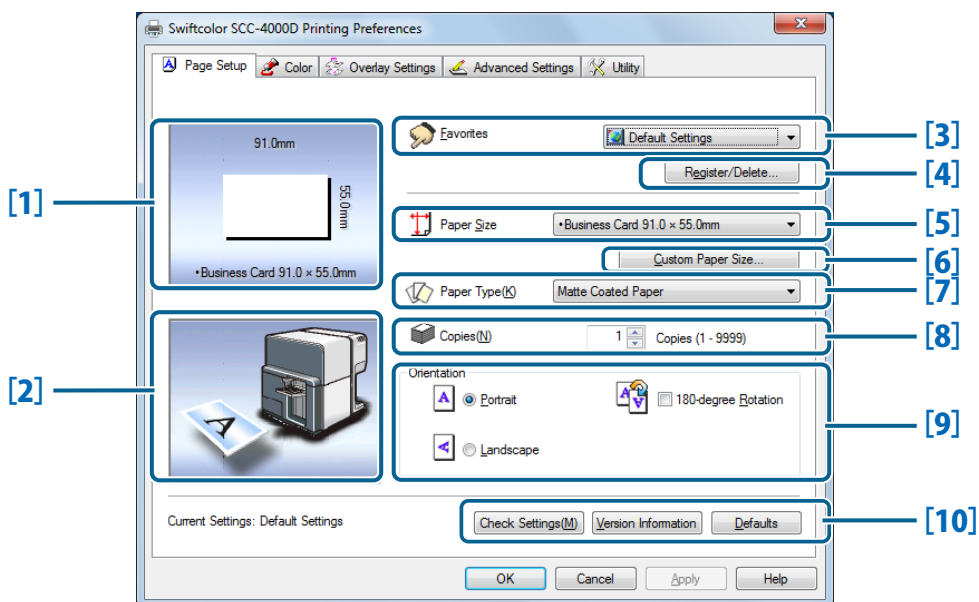 Swiftcolor SCC-4000D Printing Preferences
Page Setup Color Overlay Settings Advanced Settings Utility
[1]
91.0mm
55.0mm
•Business Card 91.0 × 55.0mm
[2]
A
Favorites Default Settings [3]
Register/Delete... [4]
Paper Size •Business Card 91.0 × 55.0mm [5]
Custom Paper Size... [6]
Paper Type(K) Matte Coated Paper [7]
Copies(N) 1 Copies (1 - 9999) [8]
Orientation
A Portrait A A 180-degree Rotation [9]
A Landscape
Current Settings: Default Settings Check Settings(M) Version Information Defaults [10]
OK Cancel Apply Help